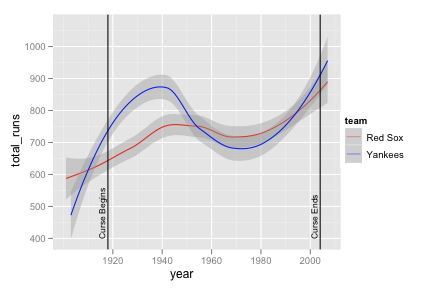 total_runs
1000
900
800
700
600
500
400
Curse Begins
Curse Ends
1920
1940
1960
1980
2000
year
team
Red Sox
Yankees